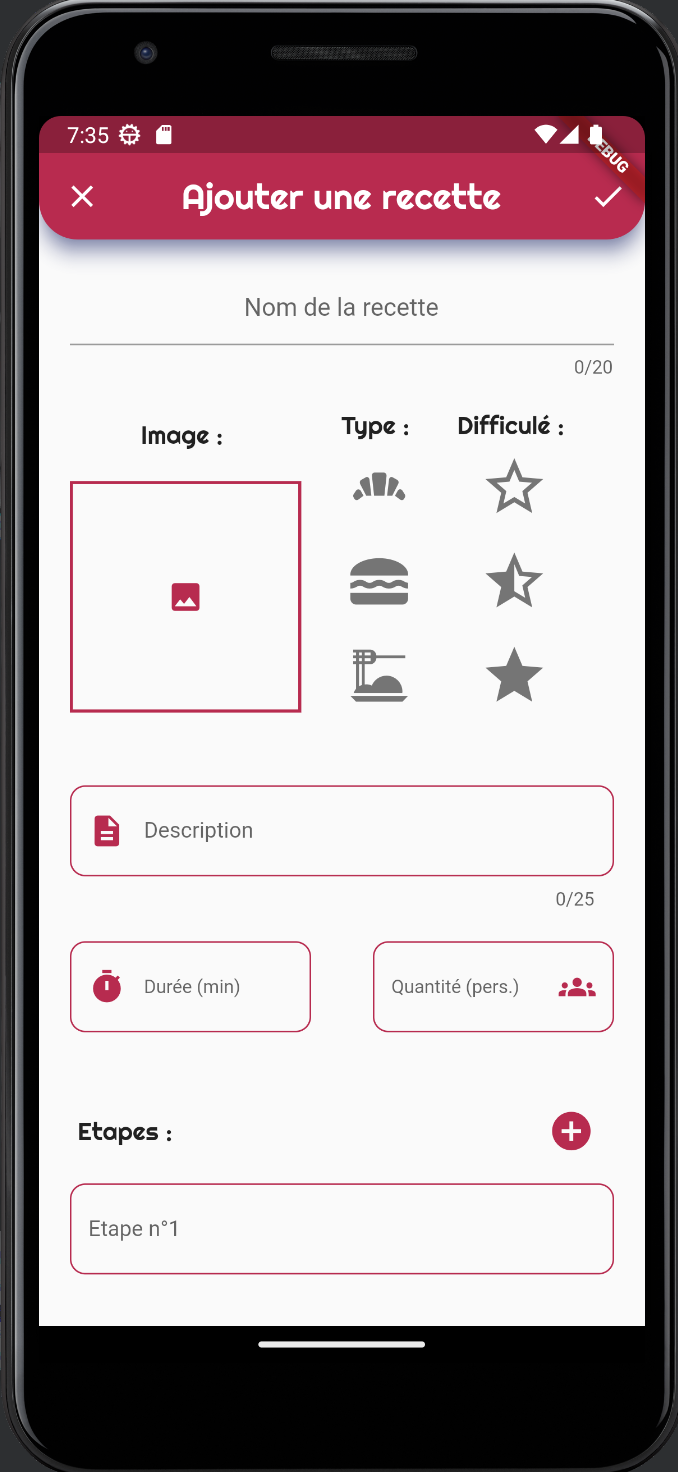 7:35
EBUG
Ajouter une recette
Nom de la recette
0/20
Image :
Type :
Difficulé :
Description
0/25
Durée (min)
Quantité (pers.)
Etapes :
Etape n°1